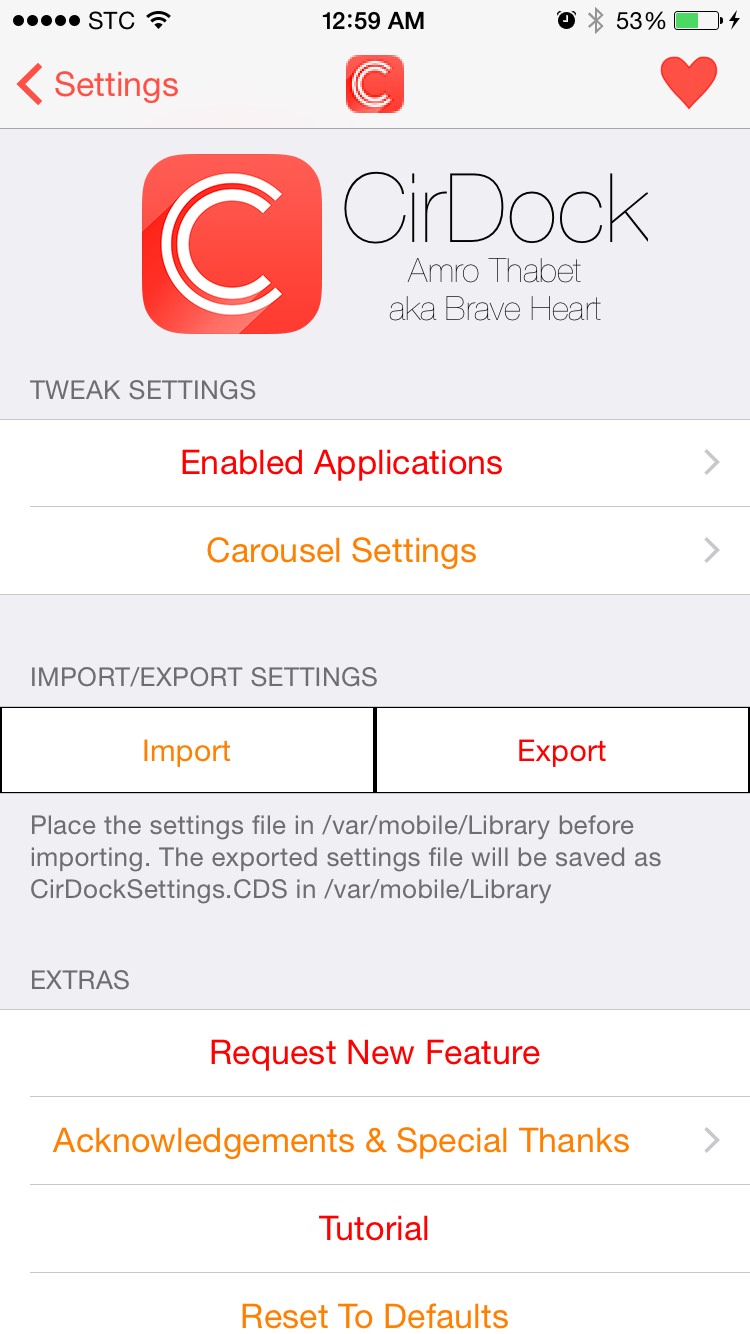 STC 12:59 AM 53%
Settings
CirDock
Amro Thabet
aka Brave Heart
TWEAK SETTINGS
Enabled Applications
Carousel Settings
IMPORT/EXPORT SETTINGS
Import Export
Place the settings file in /var/mobile/Library before
importing. The exported settings file will be saved as
CirDockSettings.CDS in /var/mobile/Library
EXTRAS
Request New Feature
Acknowledgements & Special Thanks
Tutorial
Reset To Defaults